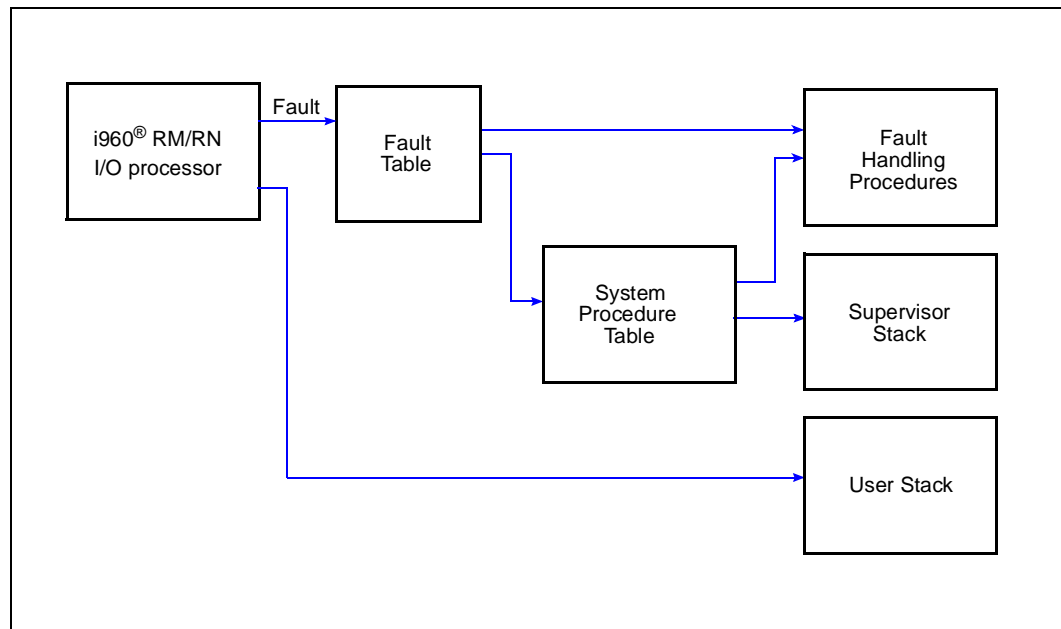 Fault
i960® RM/RN
I/O processor
Fault
Table
Fault
Handling
Procedures
System
Procedure
Table
Supervisor
Stack
User Stack